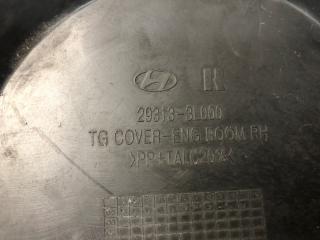 R
29313-3L000
TG COVER-ENG ROOM RH
>PP+TALC20%<